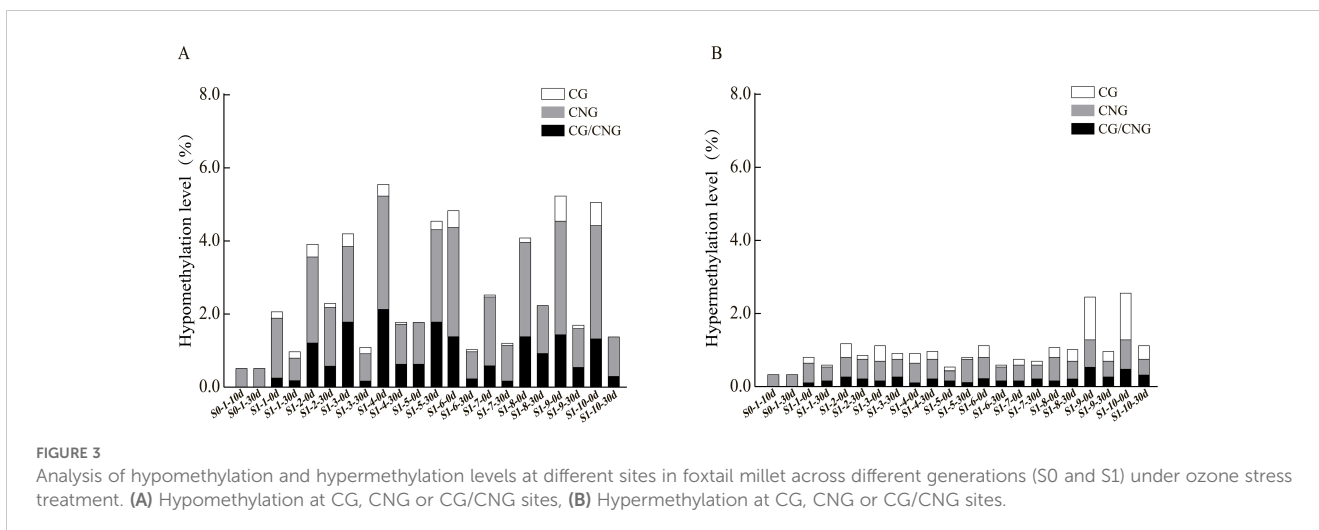 A
8.0
6.0
4.0
2.0
0.0
Hypomethylation level (%)
CG
CNG
CG/CNG
S0-1-10d
S0-1-30d
S1-1-0d
S1-1-30d
S1-2-0d
S1-2-30d
S1-3-0d
S1-3-30d
S1-4-0d
S1-4-30d
S1-5-0d
S1-5-30d
S1-6-0d
S1-6-30d
S1-7-0d
S1-7-30d
S1-8-0d
S1-8-30d
S1-9-0d
S1-9-30d
S1-10-0d
S1-10-30d
B
8.0
6.0
4.0
2.0
0.0
Hypermethylation level (%)
CG
CNG
CG/CNG
S0-1-10d
S0-1-30d
S1-1-0d
S1-1-30d
S1-2-0d
S1-2-30d
S1-3-0d
S1-3-30d
S1-4-0d
S1-4-30d
S1-5-0d
S1-5-30d
S1-6-0d
S1-6-30d
S1-7-0d
S1-7-30d
S1-8-0d
S1-8-30d
S1-9-0d
S1-9-30d
S1-10-0d
S1-10-30d
FIGURE 3
Analysis of hypomethylation and hypermethylation levels at different sites in foxtail millet across different generations (S0 and S1) under ozone stress
treatment. (A) Hypomethylation at CG, CNG or CG/CNG sites, (B) Hypermethylation at CG, CNG or CG/CNG sites.